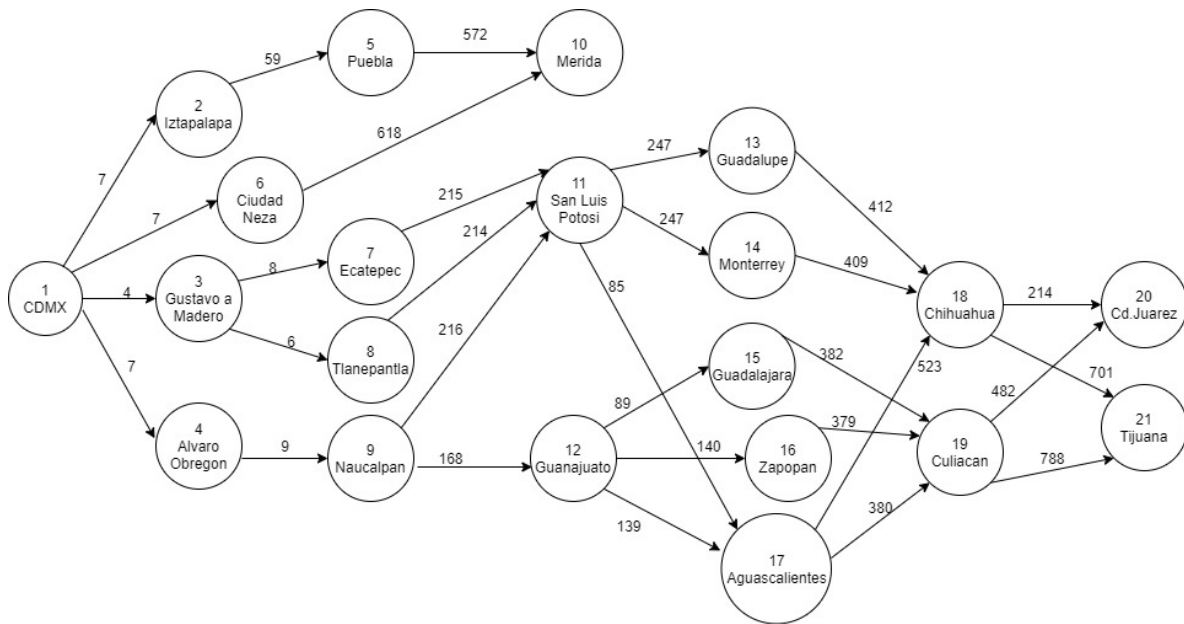 5
Puebla
572
10
Merida
59
2
Iztapalapa
618
13
Guadalupe
247
7
6
Ciudad
Neza
7
215
11
San Luis
Potosi
214
247
412
7
Ecatepec
14
Monterrey
409
8
1
CDMX
4
3
Gustavo a
Madero
85
18
Chihuahua
214
20
Cd.Juarez
216
6
8
Tlanepantla
7
15
Guadalajara
382
523
701
482
89
4
Alvaro
Obregon
9
9
Naucalpan
168
12
Guanajuato
140
16
Zapopan
379
19
Culiacan
788
21
Tijuana
139
380
17
Aguascalientes